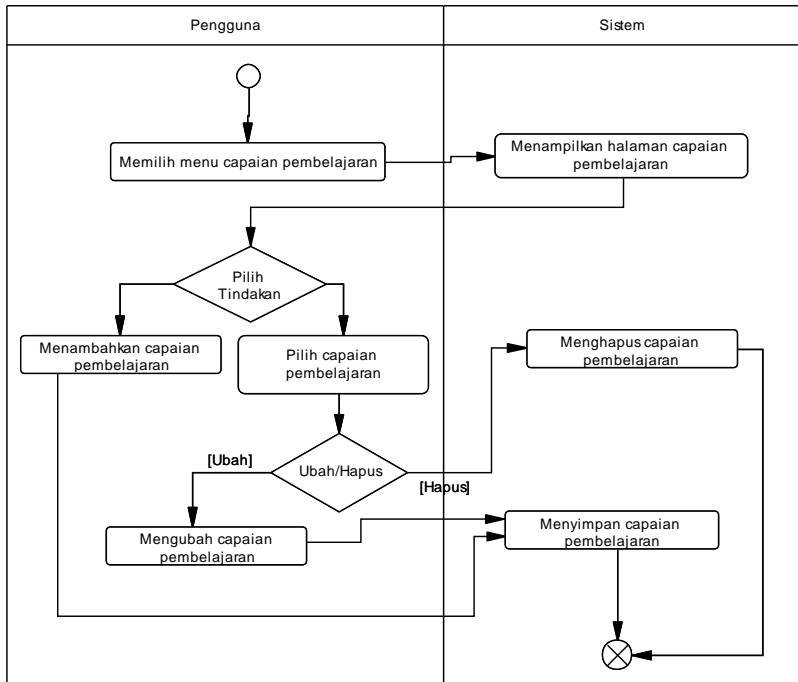 Pengguna
Sistem
Memilih menu capaian pembelajaran
Menampilkan halaman capaian
pembelajaran
Pilih
Tindakan
Menambahkan capaian
pembelajaran
Pilih capaian
pembelajaran
Menghapus capaian
pembelajaran
[Ubah]
Ubah/Hapus
[Hapus]
Mengubah capaian
pembelajaran
Menyimpan capaian
pembelajaran